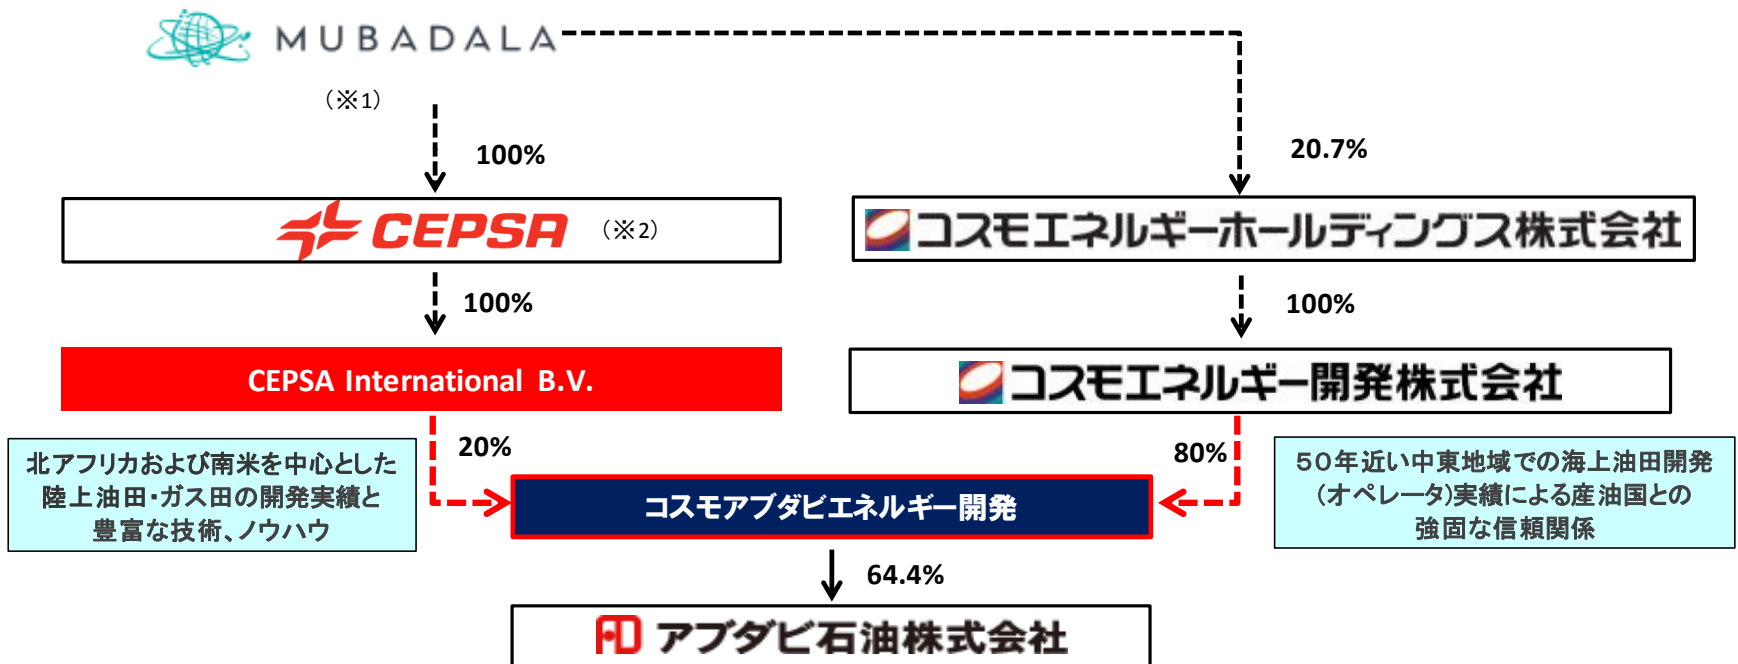 MUBADALA
(※1)
100%
20.7%
CEPSA (※2)
コスモエネルギーホールディングス株式会社
100%
100%
CEPSA International B.V.
コスモエネルギー開発株式会社
20%
80%
北アフリカおよび南米を中心とした
陸上油田・ガス田の開発実績と
豊富な技術、ノウハウ
コスモアブダビエネルギー開発
50年近い中東地域での海上油田開発
(オペレータ)実績による産油国との
強固な信頼関係
64.4%
アブダビ石油株式会社